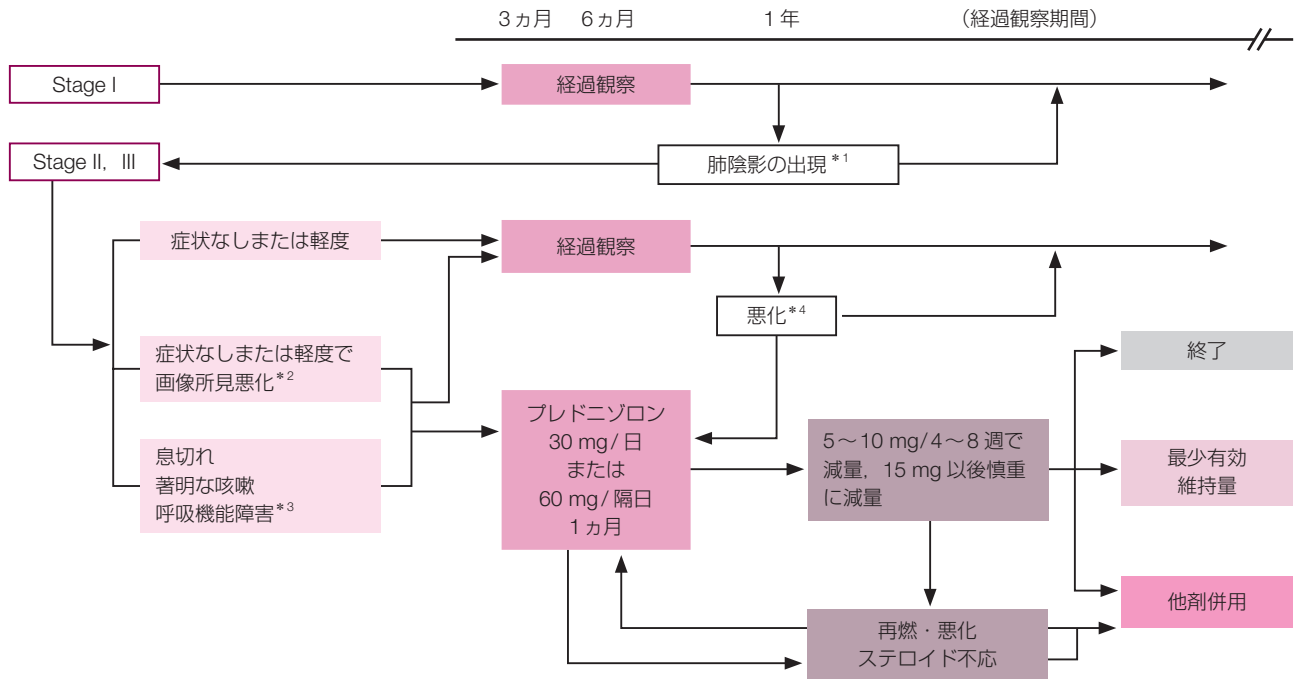 3ヵ月 6ヵ月 1年 (経過観察期間)
Stage I
経過観察
Stage II, III
肺陰影の出現*1
症状なしまたは軽度
経過観察
悪化*4
症状なしまたは軽度で
画像所見悪化*2
終了
プレドニゾロン
30 mg/日
または
60 mg/隔日
1ヵ月
5〜10 mg/4〜8週で
減量,15 mg以後慎重
に減量
最少有効
維持量
息切れ
著明な咳嗽
呼吸機能障害*3
再燃・悪化
ステロイド不応
他剤併用